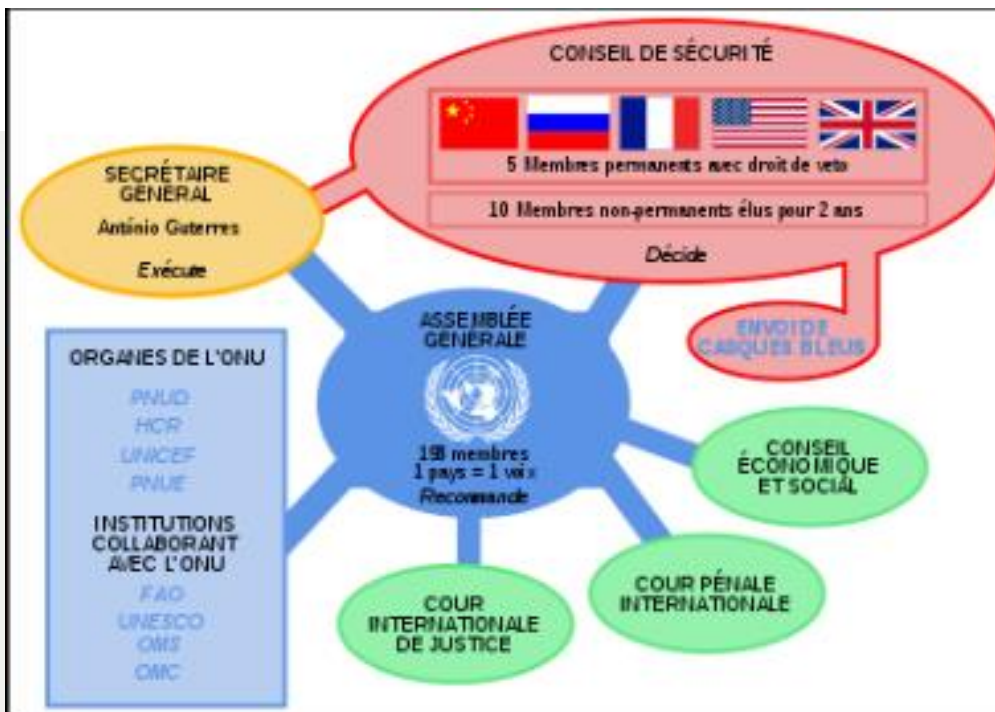 CONSEIL DE SÉCURITÉ
5 Membres permanents avec droit de veto
10 Membres non-permanents élus pour 2 ans
Décide
SECRÉTAIRE
GÉNÉRAL
António Guterres
Exécute
ENVOI DE
CASQUES BLEUS
ASSEMBLÉE
GÉNÉRALE
193 membres
1 pays = 1 voix
Recommande
ORGANES DE L'ONU
PNUD
HCR
UNICEF
PNUE
INSTITUTIONS
COLLABORANT
AVEC L'ONU
FAO
UNESCO
OMS
OMC
CONSEIL
ÉCONOMIQUE
ET SOCIAL
COUR PÉNALE
INTERNATIONALE
COUR
INTERNATIONALE
DE JUSTICE